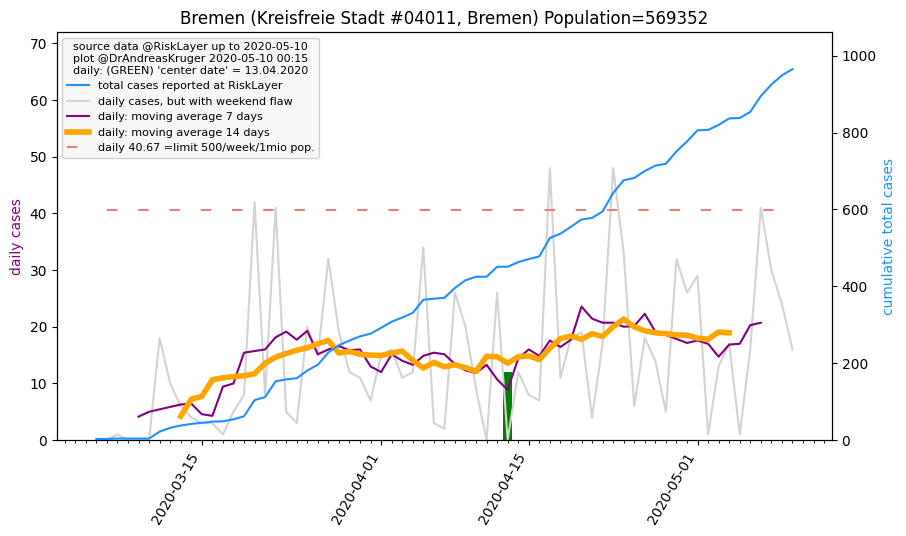 Bremen (Kreisfreie Stadt #04011, Bremen) Population=569352
source data @RiskLayer up to 2020-05-10
plot @DrAndreasKruger 2020-05-10 00:15
daily: (GREEN) 'center date' = 13.04.2020
total cases reported at RiskLayer
daily cases, but with weekend flaw
daily: moving average 7 days
daily: moving average 14 days
daily 40.67 =limit 500/week/1mio pop.
daily cases
70
60
50
40
30
20
10
0
cumulative total cases
1000
800
600
400
200
0
2020-03-15
2020-04-01
2020-04-15
2020-05-01